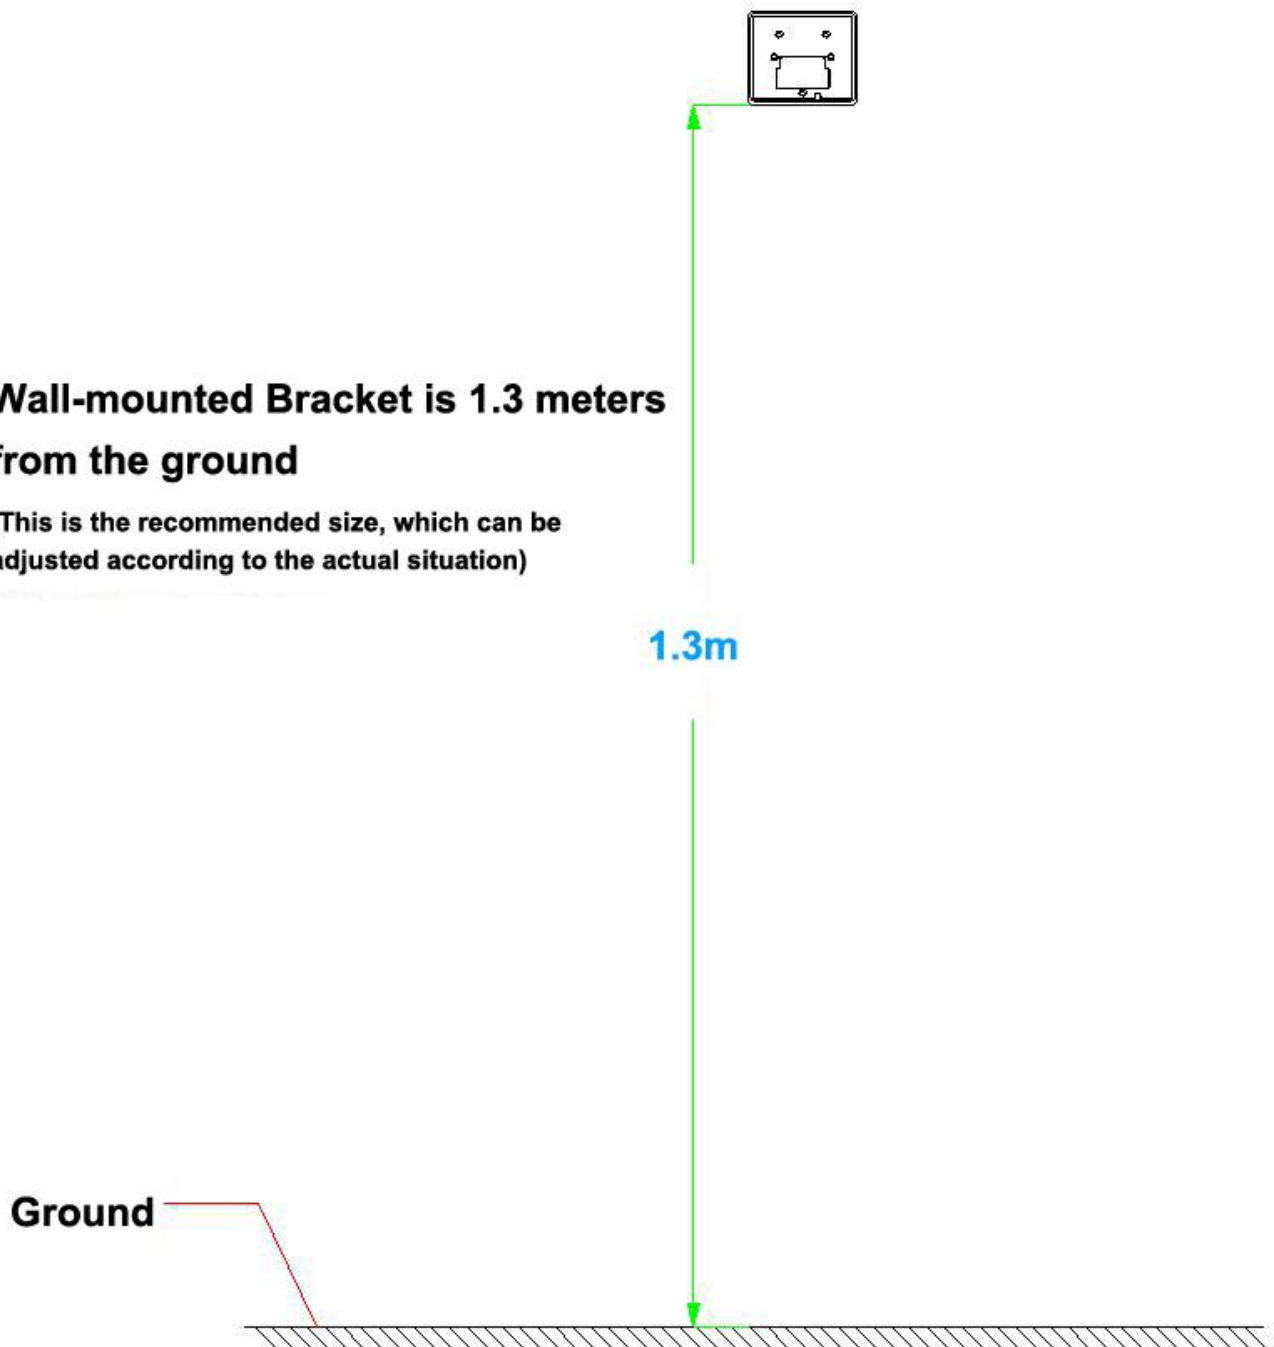 Wall-mounted Bracket is 1.3 meters
from the ground
(This is the recommended size, which can be
adjusted according to the actual situation)
1.3m
Ground